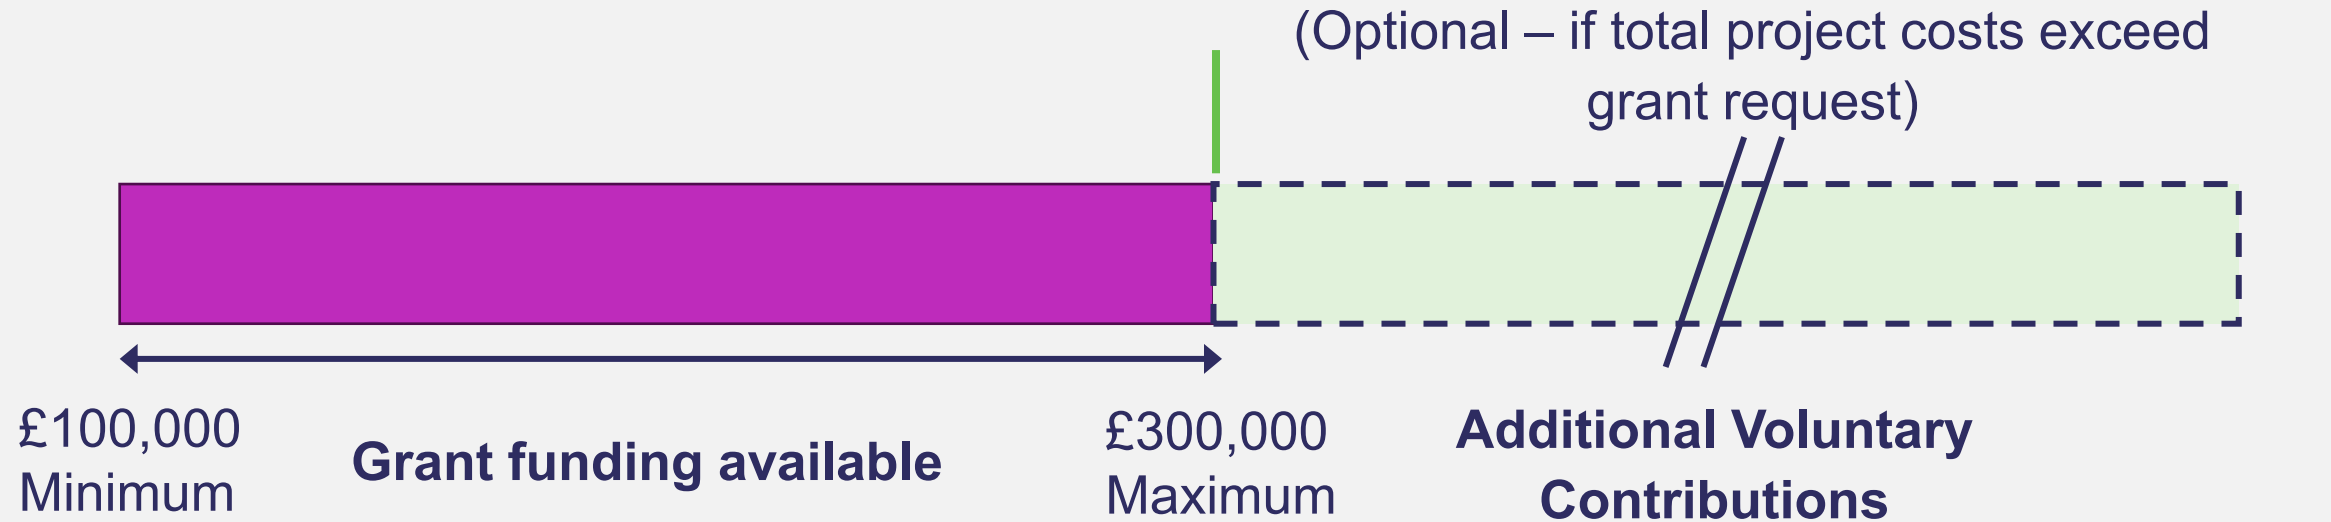 (Optional – if total project costs exceed
grant request)
£100,000
Minimum
Grant funding available
£300,000
Maximum
Additional Voluntary
Contributions